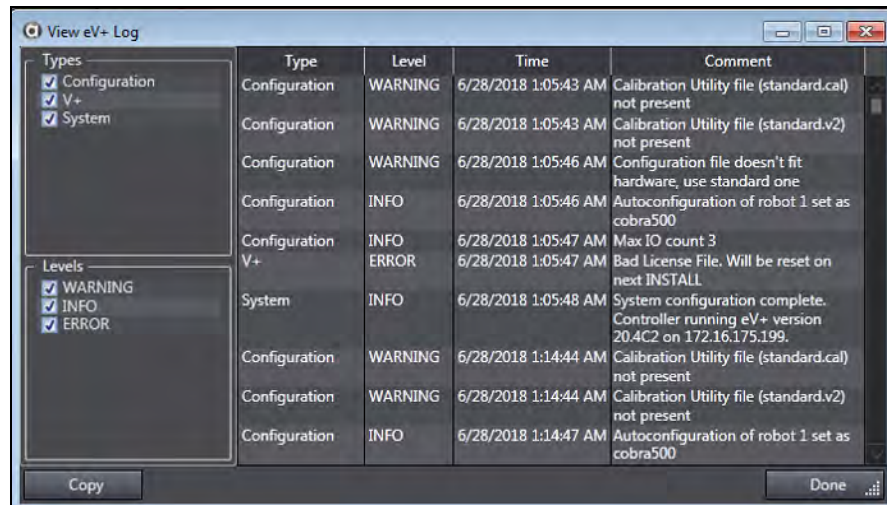 View eV+ Log
Types
Configuration
V+
System
Levels
WARNING
INFO
ERROR
Type Level Time Comment
Configuration WARNING 6/28/2018 1:05:43 AM Calibration Utility file (standard.cal)
not present
Configuration WARNING 6/28/2018 1:05:43 AM Calibration Utility file (standard.v2)
not present
Configuration WARNING 6/28/2018 1:05:46 AM Configuration file doesn't fit
hardware, use standard one
Configuration INFO 6/28/2018 1:05:46 AM Autoconfiguration of robot 1 set as
cobra500
Configuration INFO 6/28/2018 1:05:47 AM Max IO count 3
V+ ERROR 6/28/2018 1:05:47 AM Bad License File. Will be reset on
next INSTALL
System INFO 6/28/2018 1:05:48 AM System configuration complete.
Controller running eV+ version
20.4C2 on 172.16.175.199.
Configuration WARNING 6/28/2018 1:14:44 AM Calibration Utility file (standard.cal)
not present
Configuration WARNING 6/28/2018 1:14:44 AM Calibration Utility file (standard.v2)
not present
Configuration INFO 6/28/2018 1:14:47 AM Autoconfiguration of robot 1 set as
cobra500
Copy Done